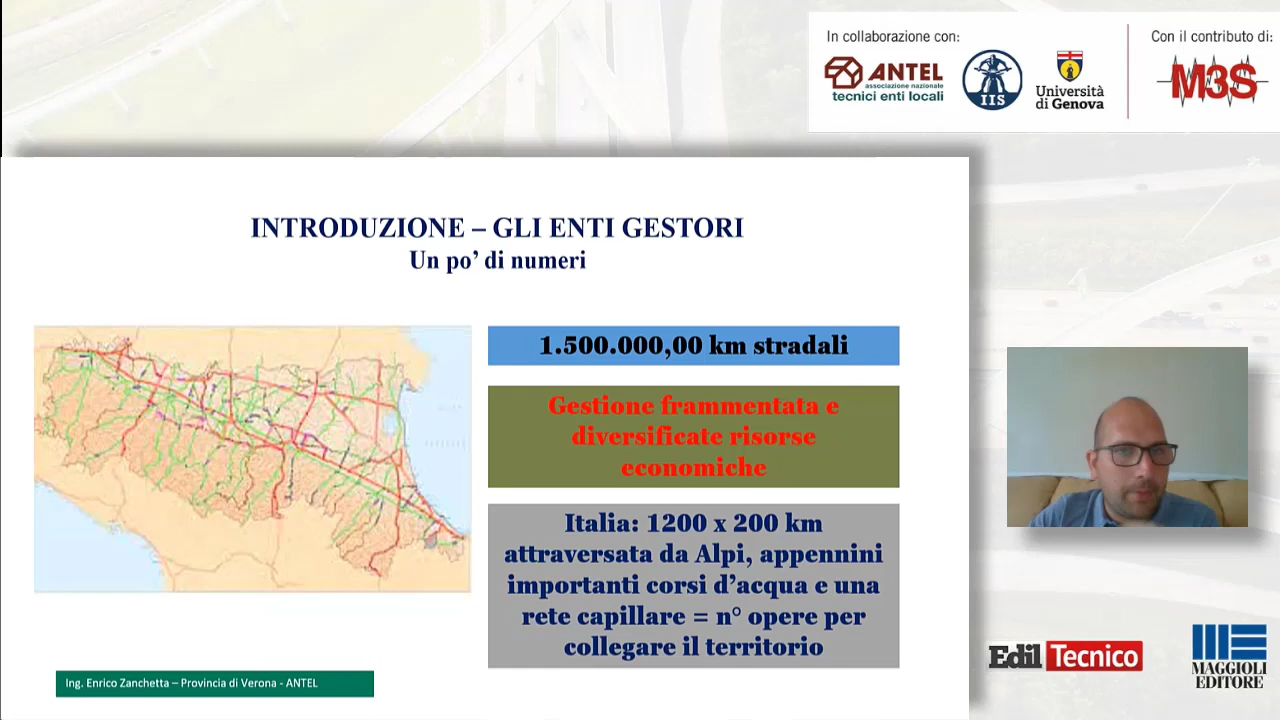 In collaborazione con:
Con il contributo di:
ANTEL
associazione nazionale
tecnici enti locali
IIS
Università
di Genova
M3S
INTRODUZIONE – GLI ENTI GESTORI
Un po’ di numeri
1.500.000,00 km stradali
Gestione frammentata e
diversificate risorse
economiche
Italia: 1200 x 200 km
attraversata da Alpi, appennini
importanti corsi d’acqua e una
rete capillare = n° opere per
collegare il territorio
Ing. Enrico Zanchetta – Provincia di Verona - ANTEL
Edil Tecnico
MAGGIOLI
EDITORE